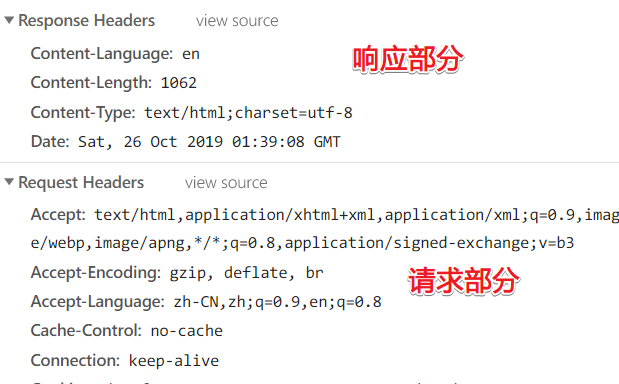 Response Headers view source
Content-Language: en
响应部分
Content-Length: 1062
Content-Type: text/html;charset=utf-8
Date: Sat, 26 Oct 2019 01:39:08 GMT
Request Headers view source
Accept: text/html,application/xhtml+xml,application/xml;q=0.9,imag
e/webp,image/apng,*/*;q=0.8,application/signed-exchange;v=b3
Accept-Encoding: gzip, deflate, br
请求部分
Accept-Language: zh-CN,zh;q=0.9,en;q=0.8
Cache-Control: no-cache
Connection: keep-alive